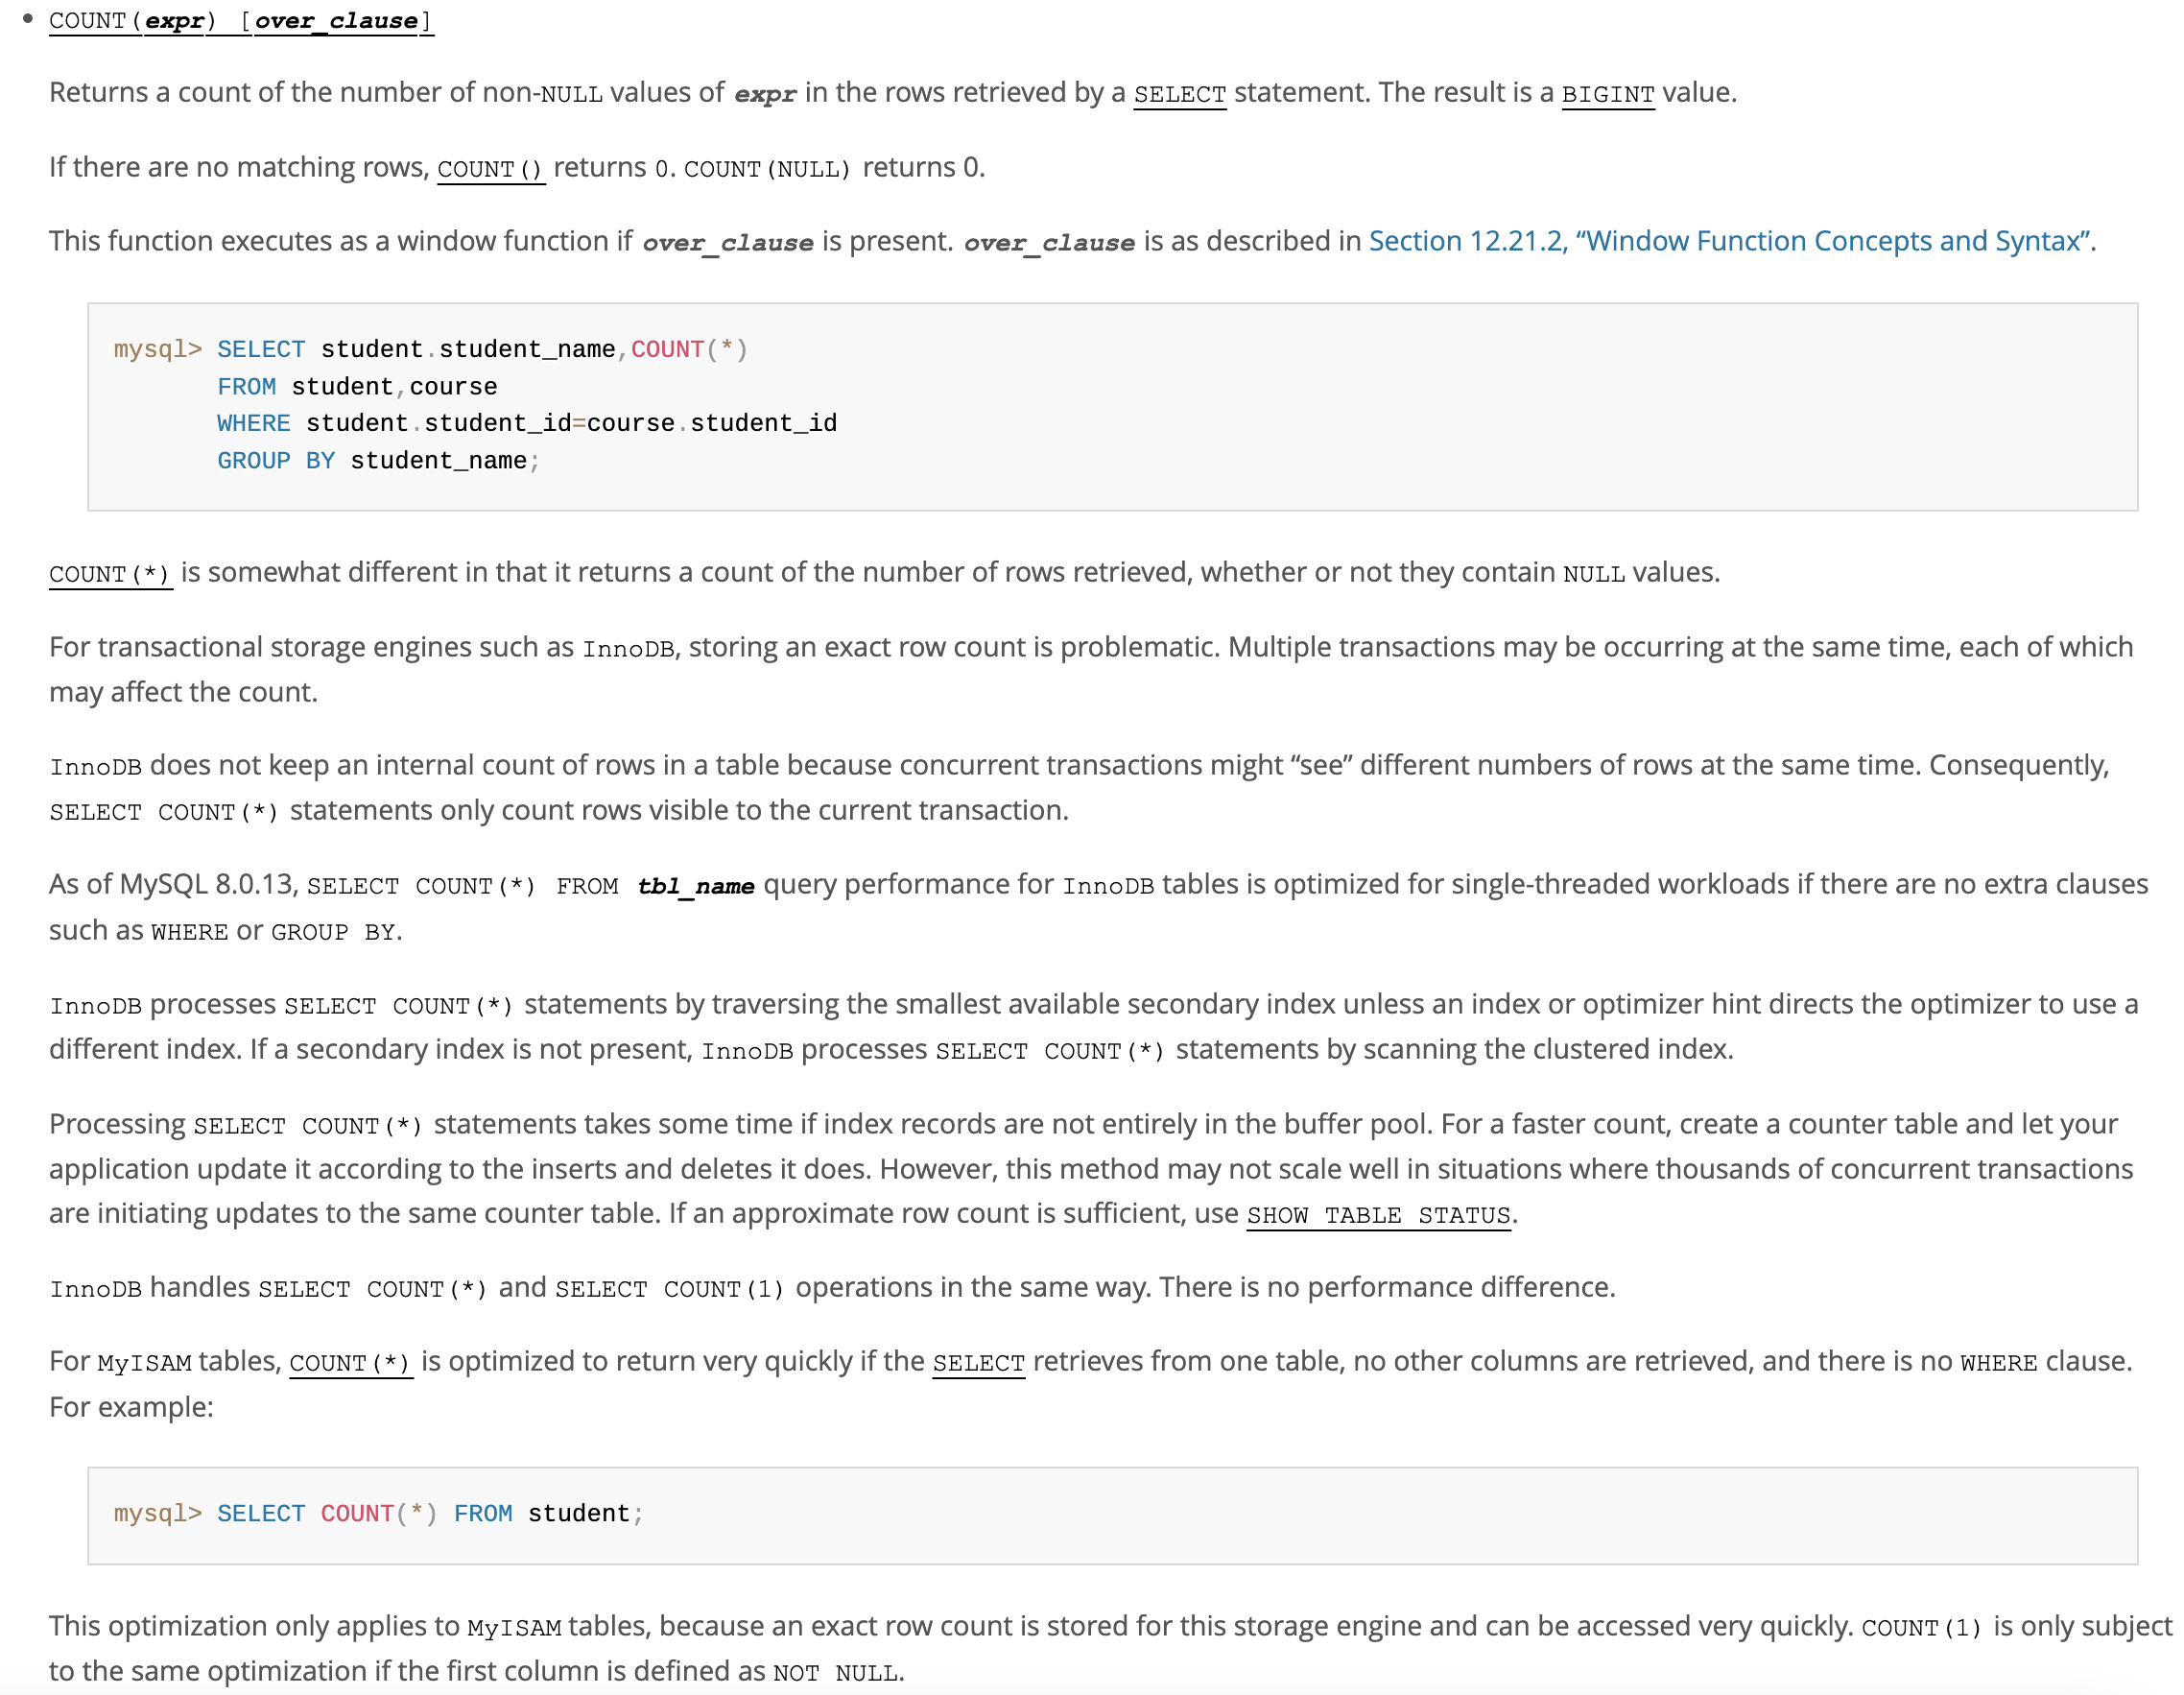 • COUNT(expr) [over_clause]
Returns a count of the number of non-NULL values of expr in the rows retrieved by a SELECT statement. The result is a BIGINT value.
If there are no matching rows, COUNT() returns 0. COUNT(NULL) returns 0.
This function executes as a window function if over_clause is present. over_clause is as described in Section 12.21.2, “Window Function Concepts and Syntax”.
mysql> SELECT student.student_name,COUNT(*)
FROM student,course
WHERE student.student_id=course.student_id
GROUP BY student_name;
COUNT(*) is somewhat different in that it returns a count of the number of rows retrieved, whether or not they contain NULL values.
For transactional storage engines such as InnoDB, storing an exact row count is problematic. Multiple transactions may be occurring at the same time, each of which
may affect the count.
InnoDB does not keep an internal count of rows in a table because concurrent transactions might “see” different numbers of rows at the same time. Consequently,
SELECT COUNT(*) statements only count rows visible to the current transaction.
As of MySQL 8.0.13, SELECT COUNT(*) FROM tbl_name query performance for InnoDB tables is optimized for single-threaded workloads if there are no extra clauses
such as WHERE or GROUP BY.
InnoDB processes SELECT COUNT(*) statements by traversing the smallest available secondary index unless an index or optimizer hint directs the optimizer to use a
different index. If a secondary index is not present, InnoDB processes SELECT COUNT(*) statements by scanning the clustered index.
Processing SELECT COUNT(*) statements takes some time if index records are not entirely in the buffer pool. For a faster count, create a counter table and let your
application update it according to the inserts and deletes it does. However, this method may not scale well in situations where thousands of concurrent transactions
are initiating updates to the same counter table. If an approximate row count is sufficient, use SHOW TABLE STATUS.
InnoDB handles SELECT COUNT(*) and SELECT COUNT(1) operations in the same way. There is no performance difference.
For MyISAM tables, COUNT(*) is optimized to return very quickly if the SELECT retrieves from one table, no other columns are retrieved, and there is no WHERE clause.
For example:
mysql> SELECT COUNT(*) FROM student;
This optimization only applies to MyISAM tables, because an exact row count is stored for this storage engine and can be accessed very quickly. COUNT(1) is only subject
to the same optimization if the first column is defined as NOT NULL.